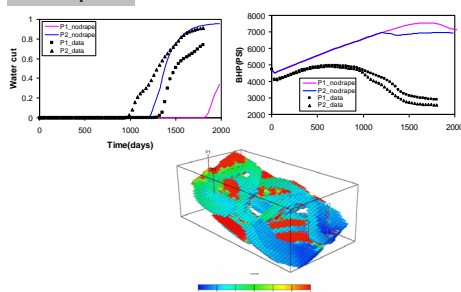 1
0.8
0.6
0.4
0.2
0
Water cut
P1_nodrape
P2_nodrape
P1_data
P2_data
0 500 1000 1500 2000
Time(days)
8000
7000
6000
5000
4000
3000
2000
BHP(PSI)
P1_nodrape
P2_nodrape
P1_data
P2_data
0 500 1000 1500 2000
P1